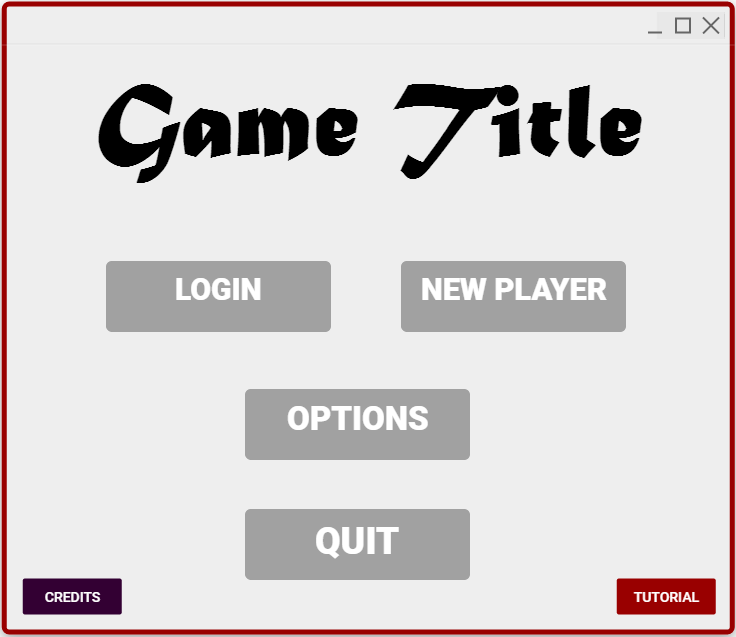 Game Title
LOGIN
NEW PLAYER
OPTIONS
QUIT
CREDITS
TUTORIAL